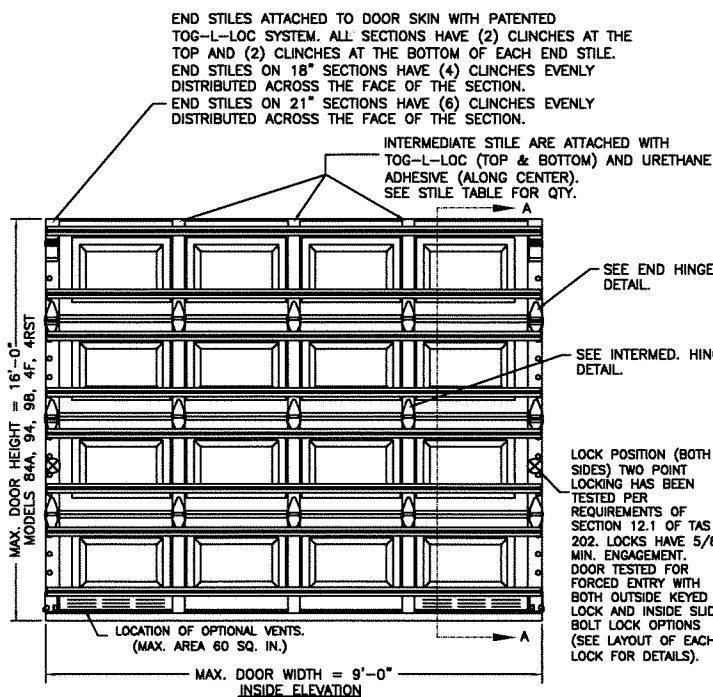 END STILES ATTACHED TO DOOR SKIN WITH PATENTED
TOG-L-LOC SYSTEM. ALL SECTIONS HAVE (2) CLINCHES AT THE
TOP AND (2) CLINCHES AT THE BOTTOM OF EACH END STILE.
END STILES ON 18" SECTIONS HAVE (4) CLINCHES EVENLY
DISTRIBUTED ACROSS THE FACE OF THE SECTION.
END STILES ON 21" SECTIONS HAVE (6) CLINCHES EVENLY
DISTRIBUTED ACROSS THE FACE OF THE SECTION.
INTERMEDIATE STILE ARE ATTACHED WITH
TOG-L-LOC (TOP & BOTTOM) AND URETHANE
ADHESIVE (ALONG CENTER).
SEE STILE TABLE FOR QTY.
A
SEE END HINGE
DETAIL.
SEE INTERMED. HIN
DETAIL.
MAX. DOOR HEIGHT = 16'-0"
MODELS 84A, 94, 98, 4F, 4RST
LOCK POSITION (BOTH
SIDES) TWO POINT
LOCKING HAS BEEN
TESTED PER
REQUIREMENTS OF
SECTION 12.1 OF TAS
202. LOCKS HAVE 5/8
MIN. ENGAGEMENT.
DOOR TESTED FOR
FORCED ENTRY WITH
BOTH OUTSIDE KEYED
LOCK AND INSIDE SLID
BOLT LOCK OPTIONS
(SEE LAYOUT OF EACH
LOCK FOR DETAILS).
LOCATION OF OPTIONAL VENTS.
(MAX. AREA 60 SQ. IN.)
A
MAX. DOOR WIDTH = 9'-0"
INSIDE ELEVATION